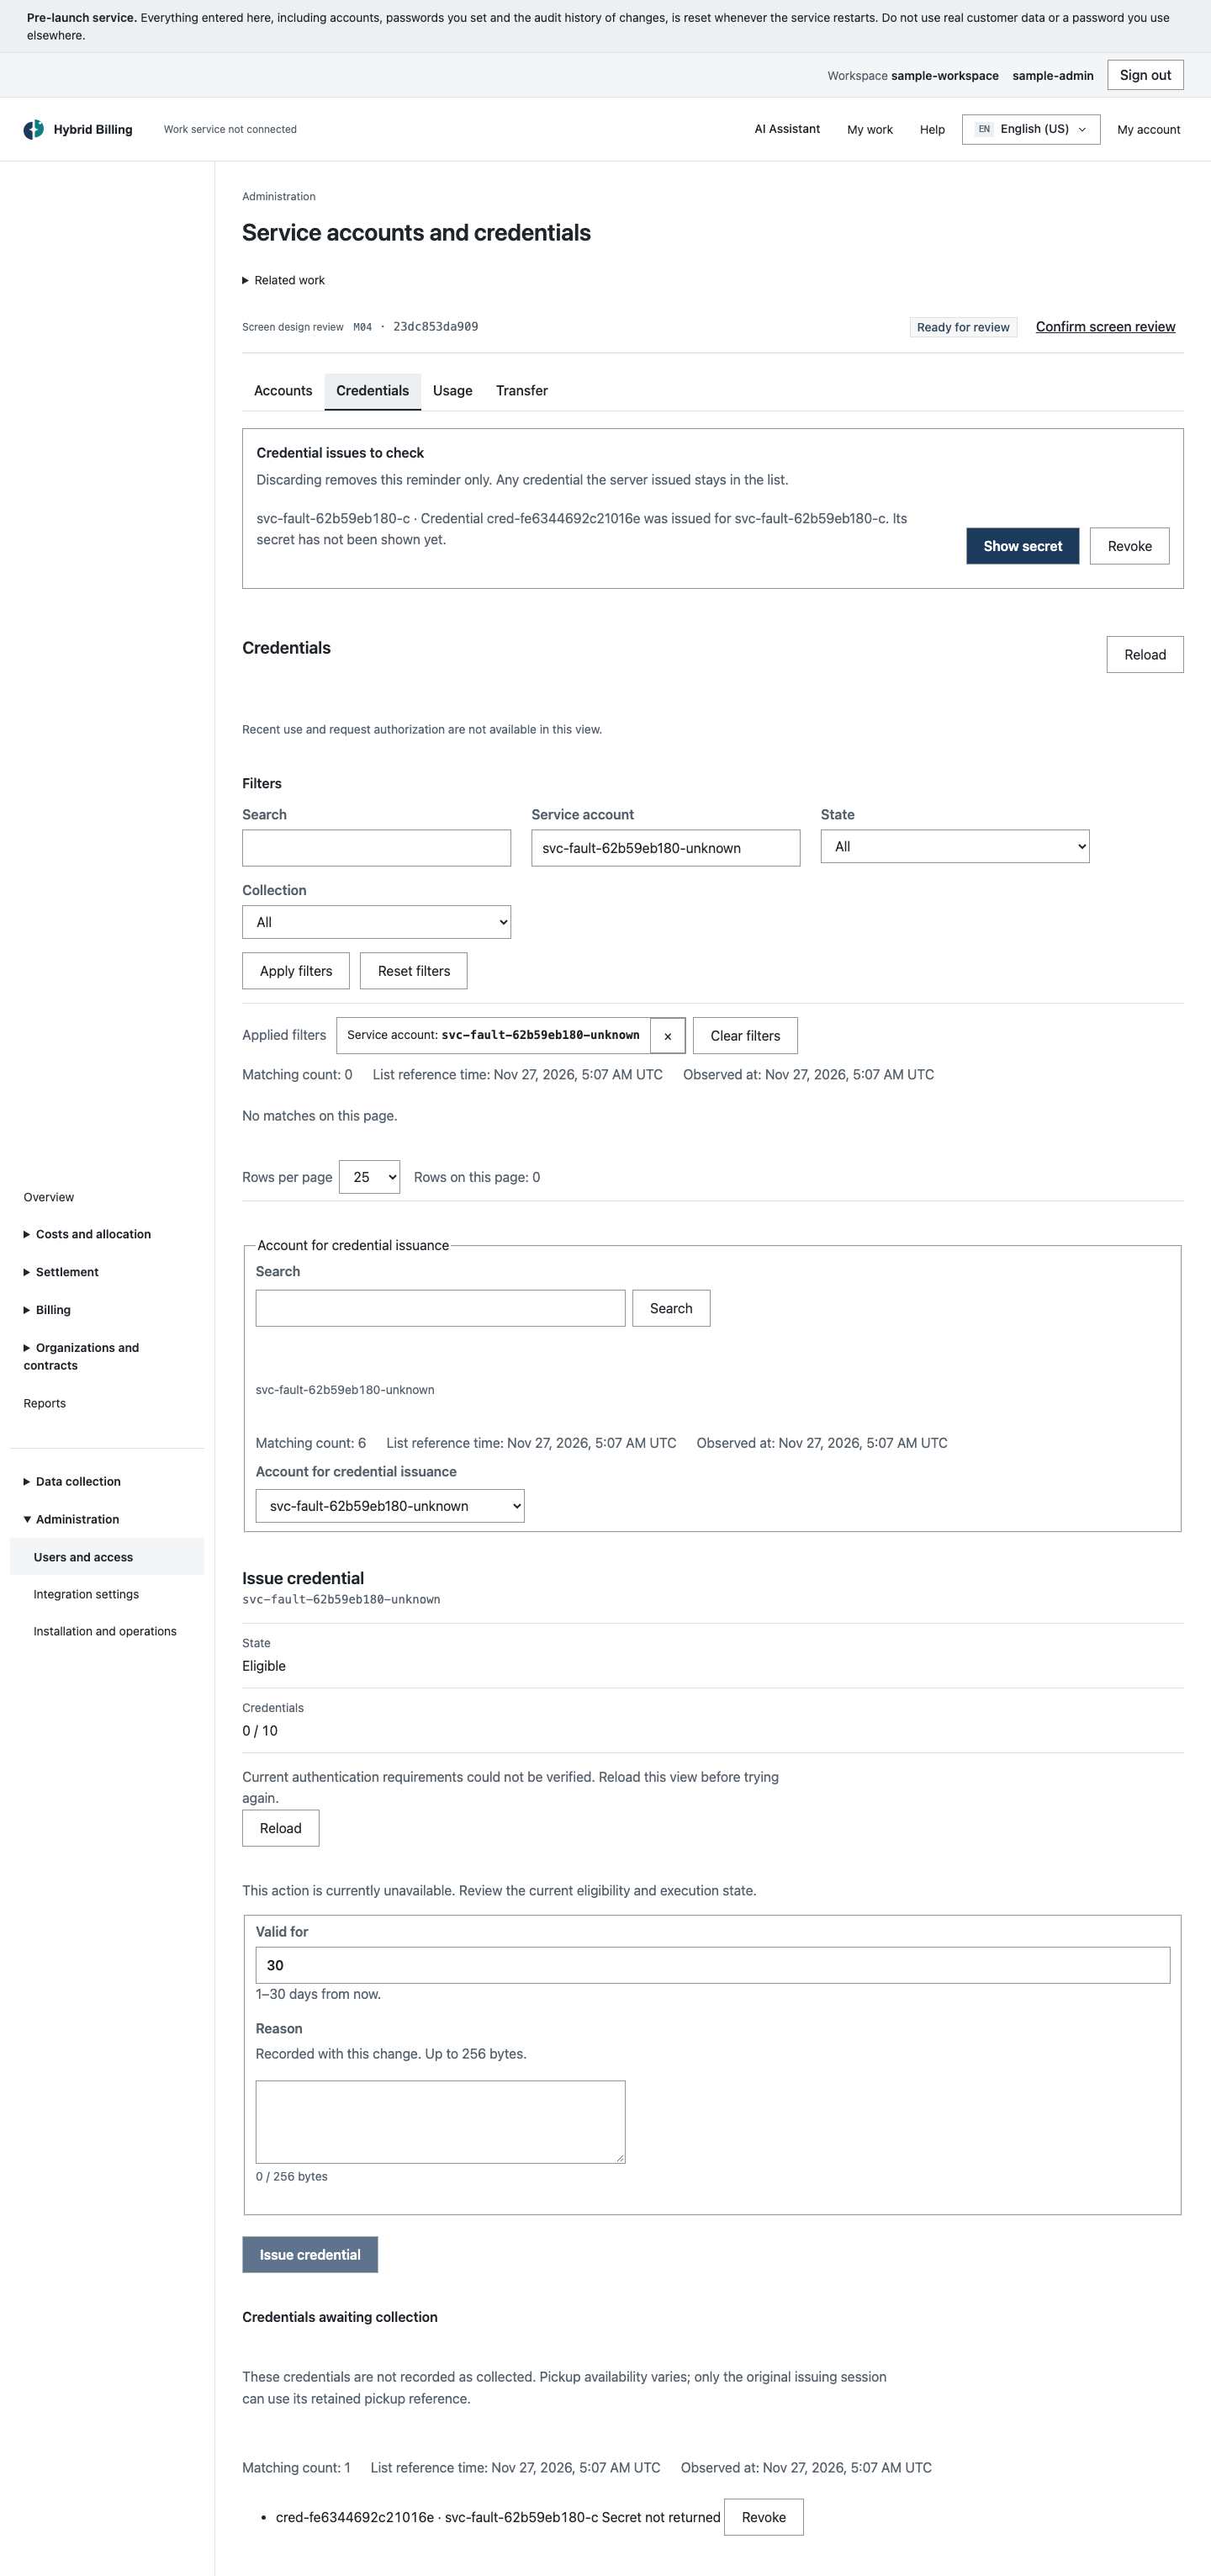 Pre-launch service. Everything entered here, including accounts, passwords you set and the audit history of changes, is reset whenever the service restarts. Do not use real customer data or a password you use
elsewhere.
Workspace sample-workspace sample-admin Sign out
Hybrid Billing Work service not connected AI Assistant My work Help EN English (US) My account
Administration
Service accounts and credentials
Related work
Screen design review M04 · 23dc853da909 Ready for review Confirm screen review
Accounts Credentials Usage Transfer
Credential issues to check
Discarding removes this reminder only. Any credential the server issued stays in the list.
svc-fault-62b59eb180-c · Credential cred-fe6344692c21016e was issued for svc-fault-62b59eb180-c. Its
secret has not been shown yet.
Show secret Revoke
Credentials
Reload
Recent use and request authorization are not available in this view.
Filters
Search Service account State
svc-fault-62b59eb180-unknown All
Collection
All
Apply filters Reset filters
Applied filters Service account: svc-fault-62b59eb180-unknown × Clear filters
Matching count: 0 List reference time: Nov 27, 2026, 5:07 AM UTC Observed at: Nov 27, 2026, 5:07 AM UTC
No matches on this page.
Rows per page 25 Rows on this page: 0
Overview
Costs and allocation
Settlement
Billing
Organizations and
contracts
Reports
Data collection
Administration
Users and access
Integration settings
Installation and operations
Account for credential issuance
Search
Search
svc-fault-62b59eb180-unknown
Matching count: 6 List reference time: Nov 27, 2026, 5:07 AM UTC Observed at: Nov 27, 2026, 5:07 AM UTC
Account for credential issuance
svc-fault-62b59eb180-unknown
Issue credential
svc-fault-62b59eb180-unknown
State
Eligible
Credentials
0 / 10
Current authentication requirements could not be verified. Reload this view before trying
again.
Reload
This action is currently unavailable. Review the current eligibility and execution state.
Valid for
30
1–30 days from now.
Reason
Recorded with this change. Up to 256 bytes.
0 / 256 bytes
Issue credential
Credentials awaiting collection
These credentials are not recorded as collected. Pickup availability varies; only the original issuing session
can use its retained pickup reference.
Matching count: 1 List reference time: Nov 27, 2026, 5:07 AM UTC Observed at: Nov 27, 2026, 5:07 AM UTC
• cred-fe6344692c21016e · svc-fault-62b59eb180-c Secret not returned Revoke